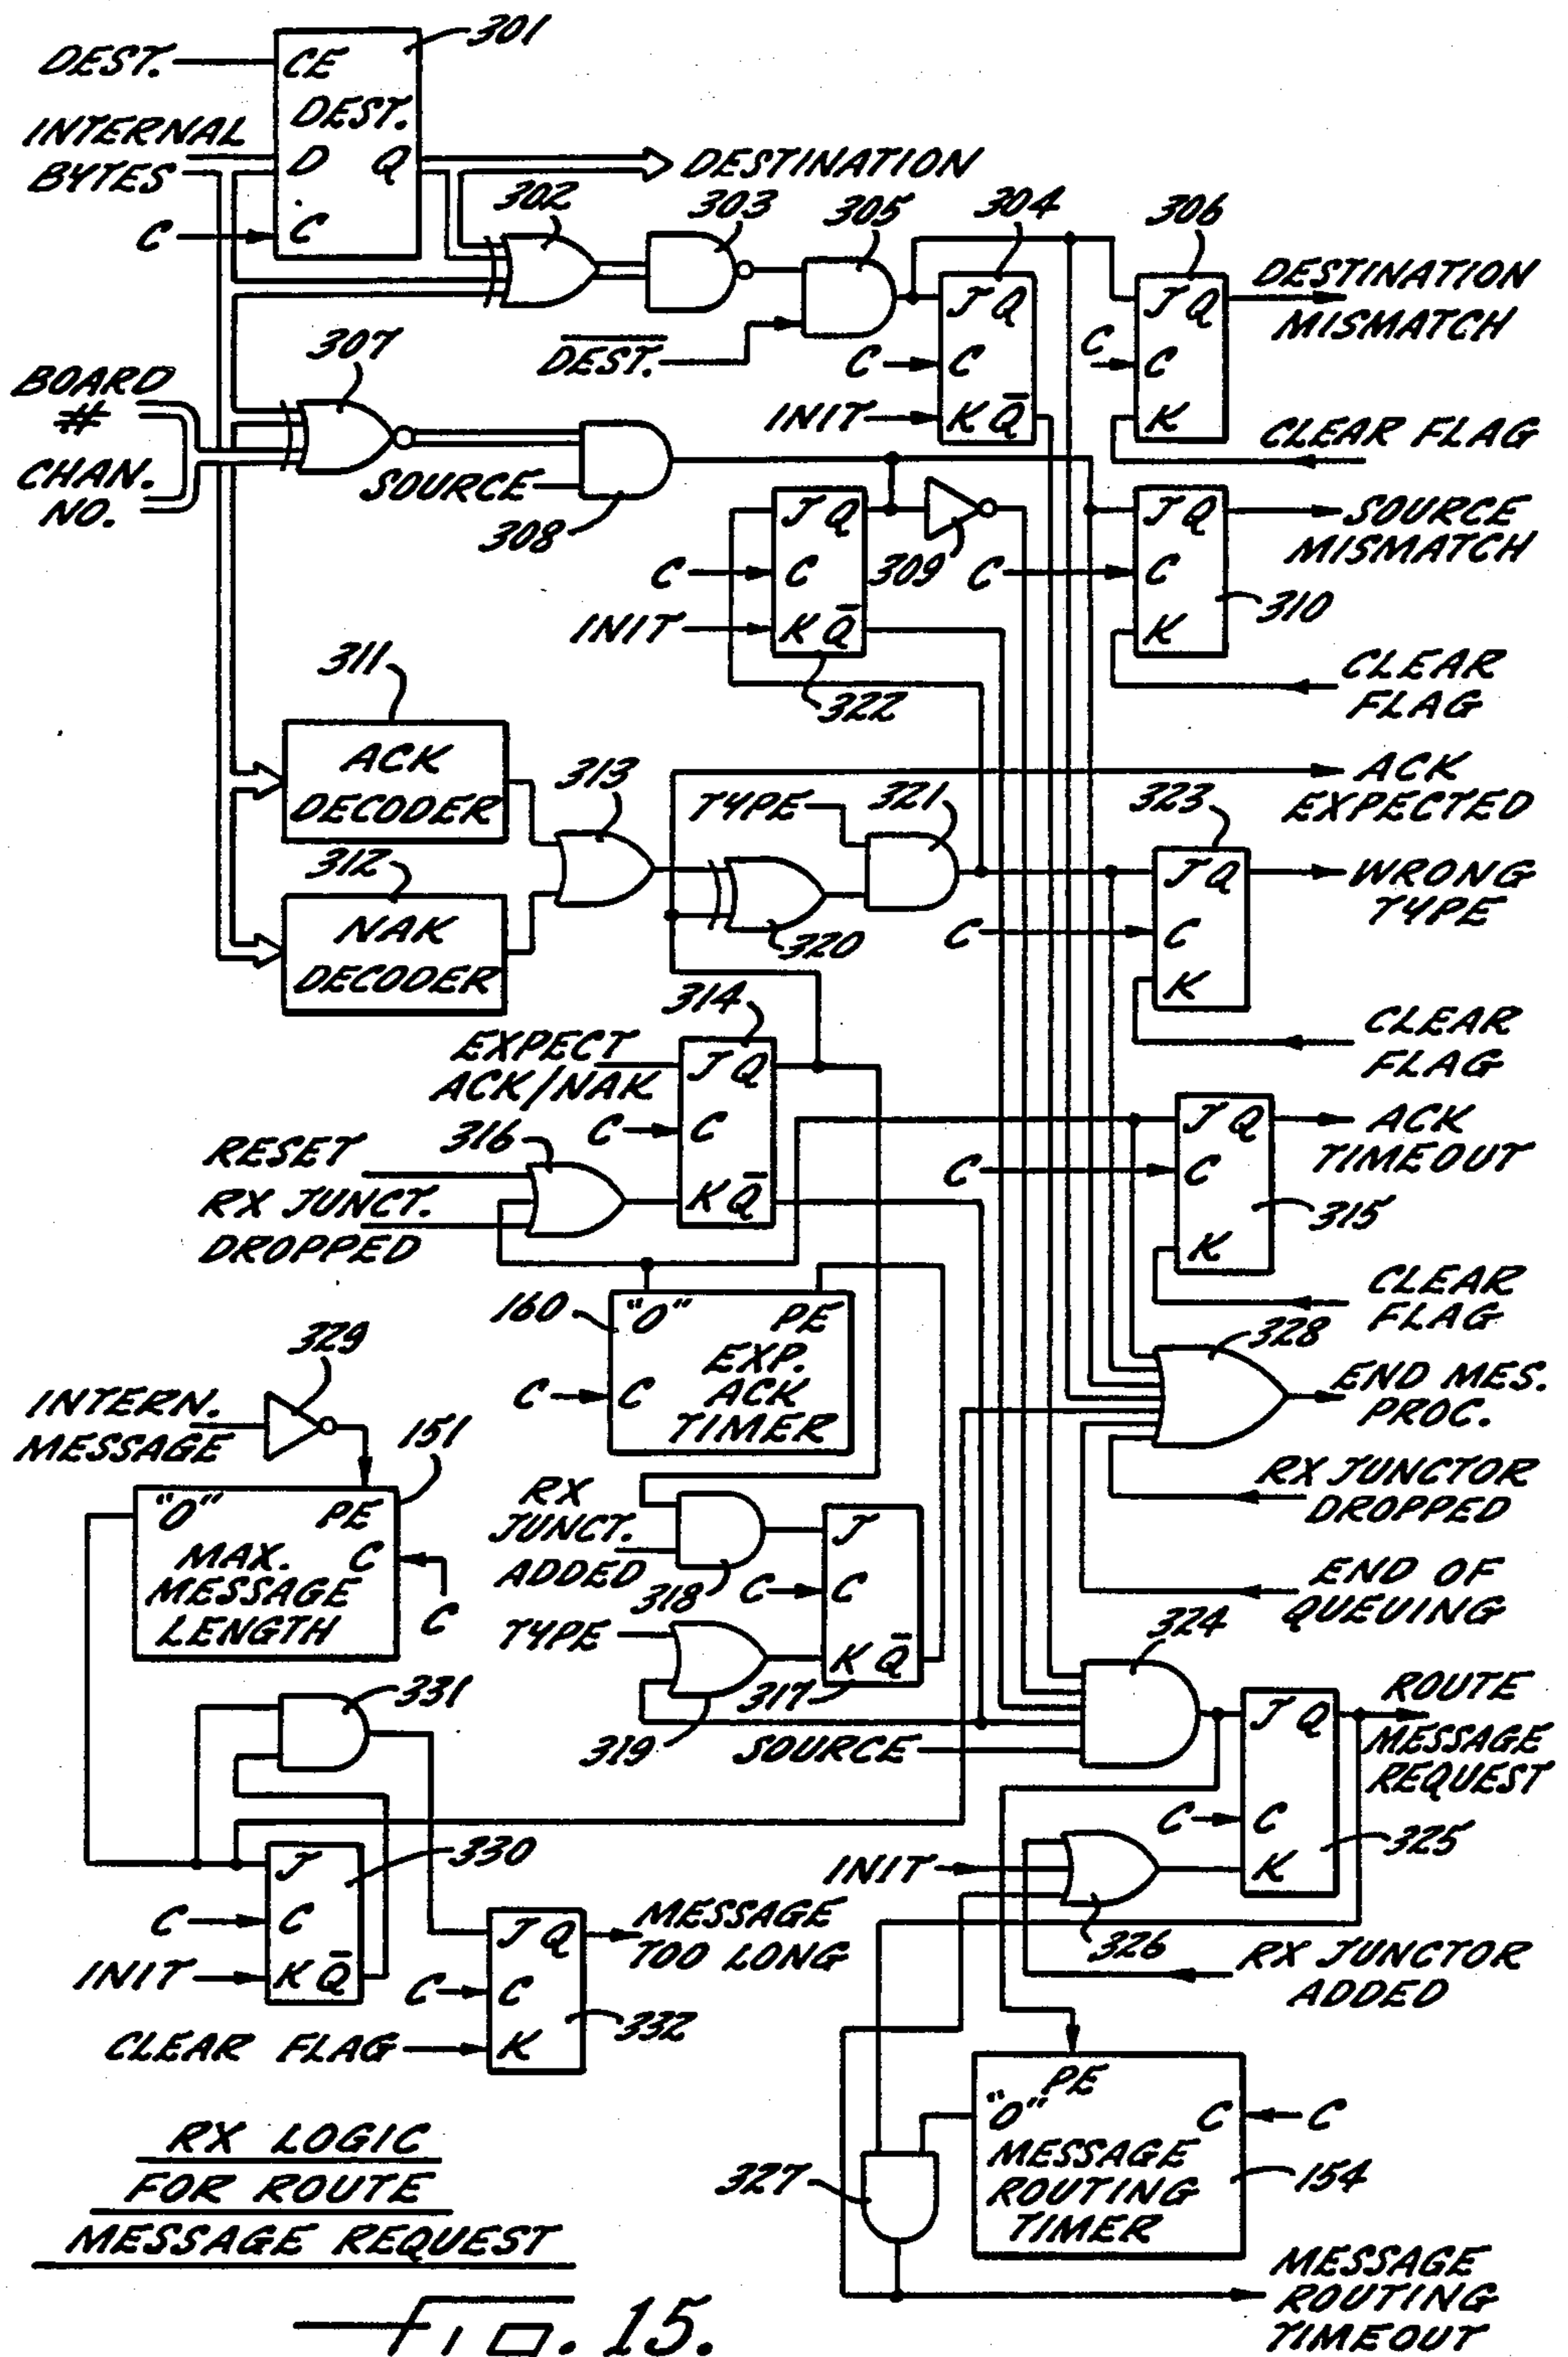 301
DEST.
CE
DEST.
INTERNAL
BYTES
D Q
DESTINATION
C
C
302
303
305
304
306
J Q
J Q
DESTINATION
MISMATCH
DEST.
C
C
C
C
INIT
K Q̅
K
CLEAR FLAG
307
BOARD
#
CHAN.
NO.
SOURCE
308
J Q
309
J Q
SOURCE
MISMATCH
C
C
C
C
310
INIT
K Q̅
K
322
CLEAR
FLAG
311
ACK
DECODER
313
TYPE
321
ACK
EXPECTED
323
312
NAK
DECODER
320
J Q
WRONG
TYPE
C
C
K
CLEAR
FLAG
314
EXPECT
ACK/NAK
J Q
C
C
316
RESET
RX JUNCT.
DROPPED
K Q̅
J Q
ACK
TIMEOUT
C
C
315
K
CLEAR
FLAG
160
"0"
PE
EXP.
ACK
TIMER
C
C
328
END MES.
PROC.
329
INTERN.
MESSAGE
151
"0"
PE
C
MAX.
MESSAGE
LENGTH
C
RX
JUNCT.
ADDED
318
J
C
C
RX JUNCTOR
DROPPED
END OF
QUEUING
TYPE
319
K Q̅
317
324
SOURCE
331
J Q
ROUTE
MESSAGE
REQUEST
C
C
K
325
330
J
C
C
INIT
K Q̅
INIT
326
RX JUNCTOR
ADDED
J Q
MESSAGE
TOO LONG
C
C
332
CLEAR FLAG
K
PE
"0"
C
C
MESSAGE
ROUTING
TIMER
154
327
MESSAGE
ROUTING
TIMEOUT
RX LOGIC
FOR ROUTE
MESSAGE REQUEST
FIG. 15.